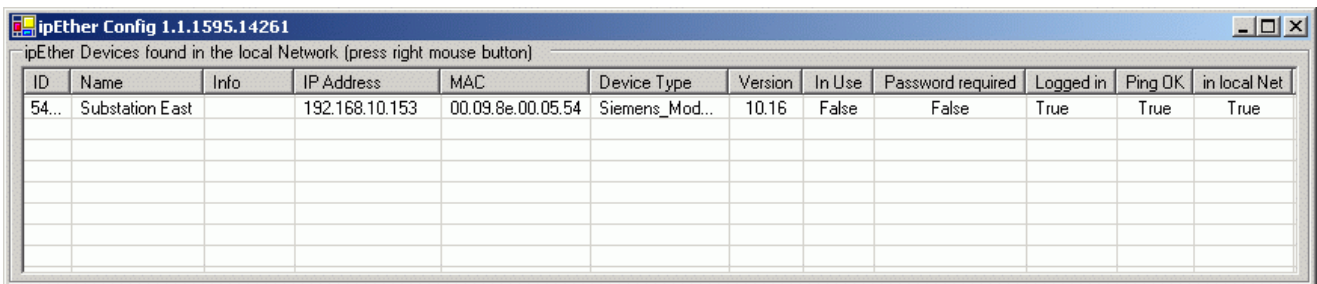 ipEther Config 1.1.1595.14261
ipEther Devices found in the local Network (press right mouse button)
ID Name Info IP Address MAC Device Type Version In Use Password required Logged in Ping OK in local Net
54... Substation East 192.168.10.153 00.09.8e.00.05.54 Siemens_Mod... 10.16 False False True True True